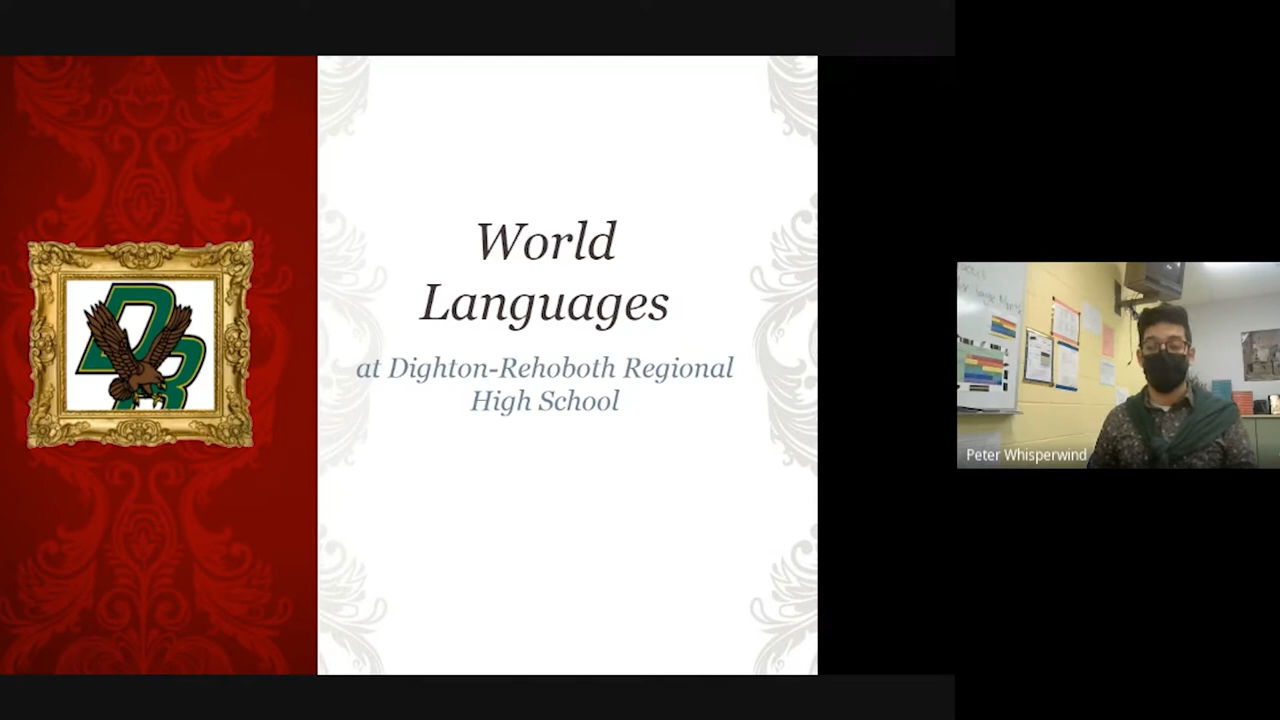 World
Languages
at Dighton-Rehoboth Regional
High School
DR
Peter Whisperwind